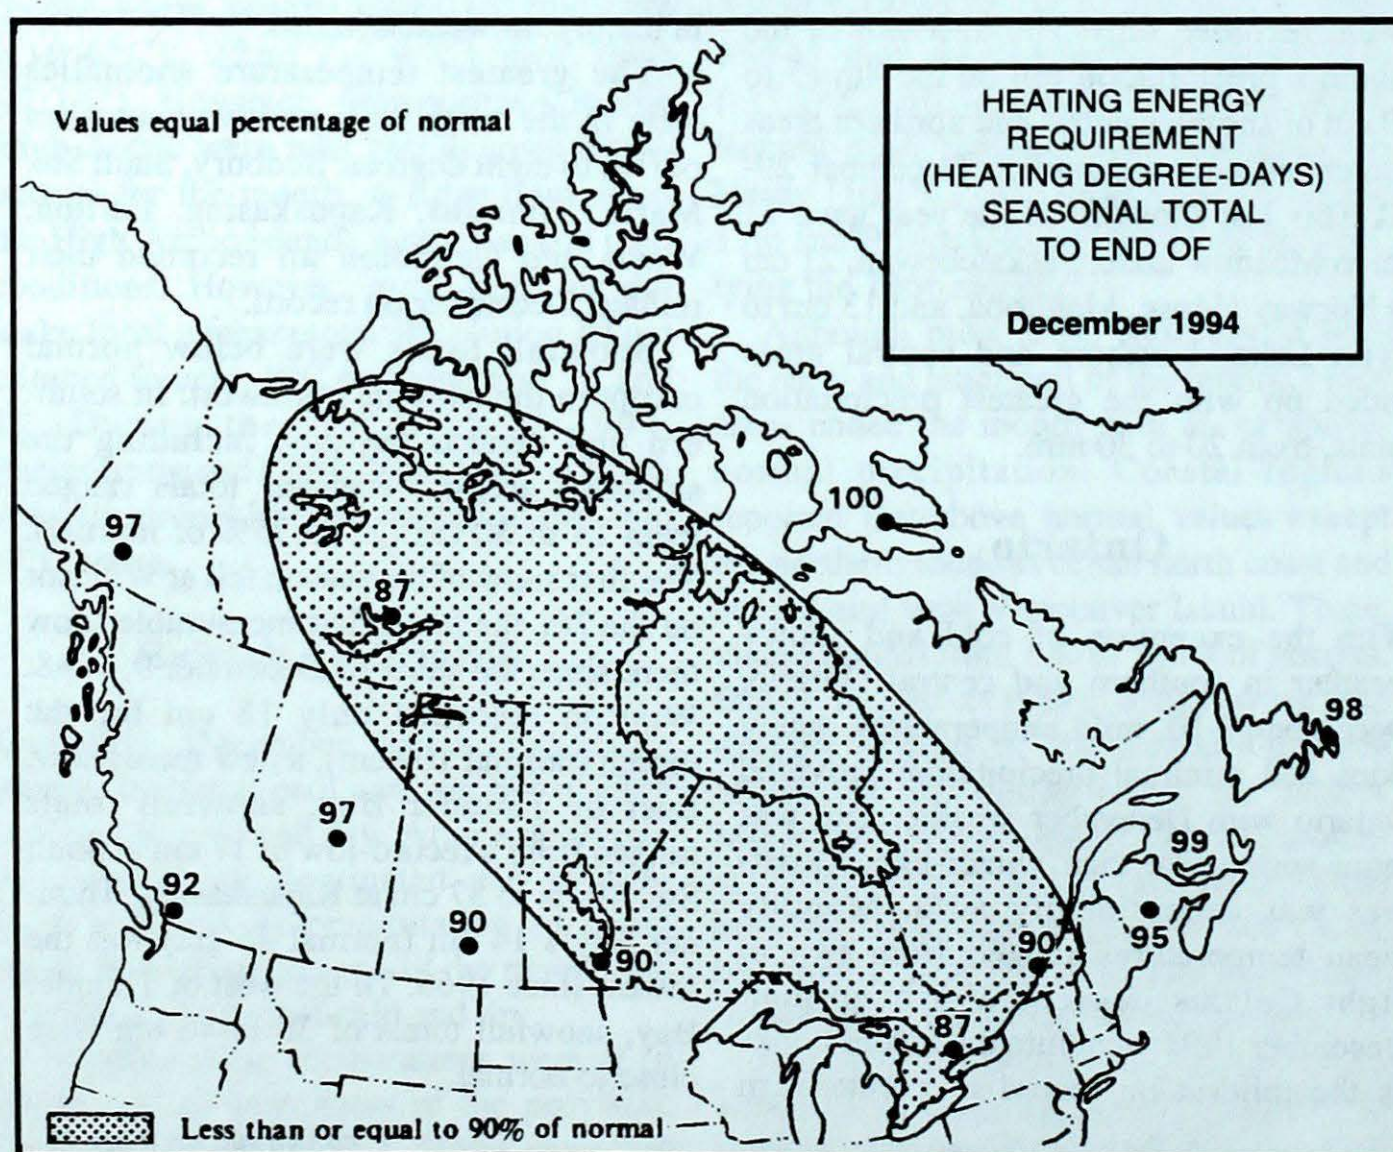 Values equal percentage of normal
HEATING ENERGY
REQUIREMENT
(HEATING DEGREE-DAYS)
SEASONAL TOTAL
TO END OF
December 1994
97
100
87
98
97
99
92
90
90
90
95
87
Less than or equal to 90% of normal